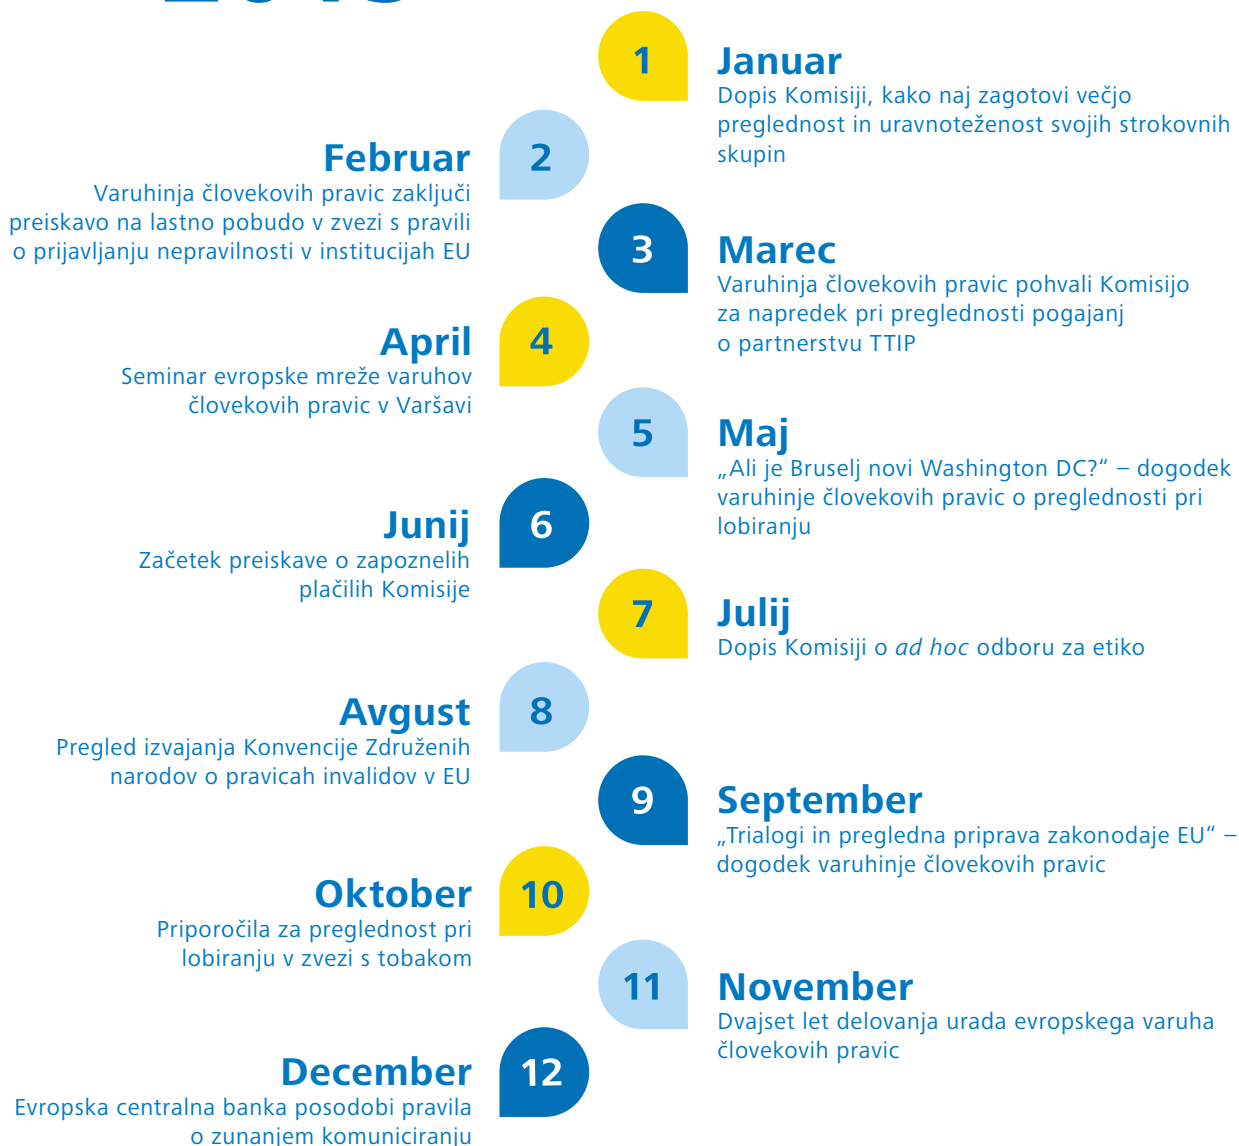 1
Januar
Dopis Komisiji, kako naj zagotovi večjo
preglednost in uravnoteženost svojih strokovnih
skupin
2
Februar
Varuhinja človekovih pravic zaključi
preiskavo na lastno pobudo v zvezi s pravili
o prijavljanju nepravilnosti v institucijah EU
3
Marec
Varuhinja človekovih pravic pohvali Komisijo
za napredek pri preglednosti pogajanj
o partnerstvu TTIP
4
April
Seminar evropske mreže varuhov
človekovih pravic v Varšavi
5
Maj
„Ali je Bruselj novi Washington DC?“ – dogodek
varuhinje človekovih pravic o preglednosti pri
lobiranju
6
Junij
Začetek preiskave o zapoznelih
plačilih Komisije
7
Julij
Dopis Komisiji o ad hoc odboru za etiko
8
Avgust
Pregled izvajanja Konvencije Združenih
narodov o pravicah invalidov v EU
9
September
„Trialogi in pregledna priprava zakonodaje EU“ –
dogodek varuhinje človekovih pravic
10
Oktober
Priporočila za preglednost pri
lobiranju v zvezi s tobakom
11
November
Dvajset let delovanja urada evropskega varuha
človekovih pravic
12
December
Evropska centralna banka posodobi pravila
o zunanjem komuniciranju